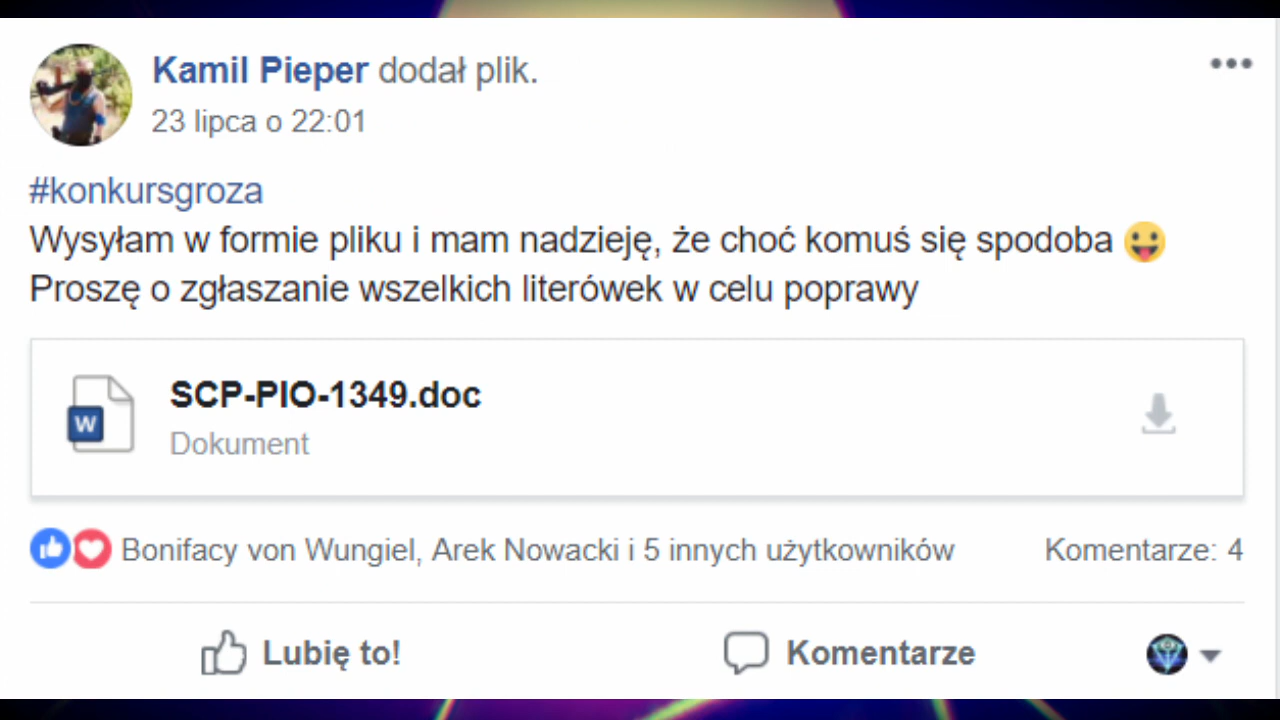 Kamil Pieper dodał plik.
23 lipca o 22:01
#konkursgroza
Wysyłam w formie pliku i mam nadzieję, że choć komuś się spodoba 😛
Proszę o zgłaszanie wszelkich literówek w celu poprawy
W
SCP-PIO-1349.doc
Dokument
Bonifacy von Wungiel, Arek Nowacki i 5 innych użytkowników
Komentarze: 4
Lubię to!
Komentarze